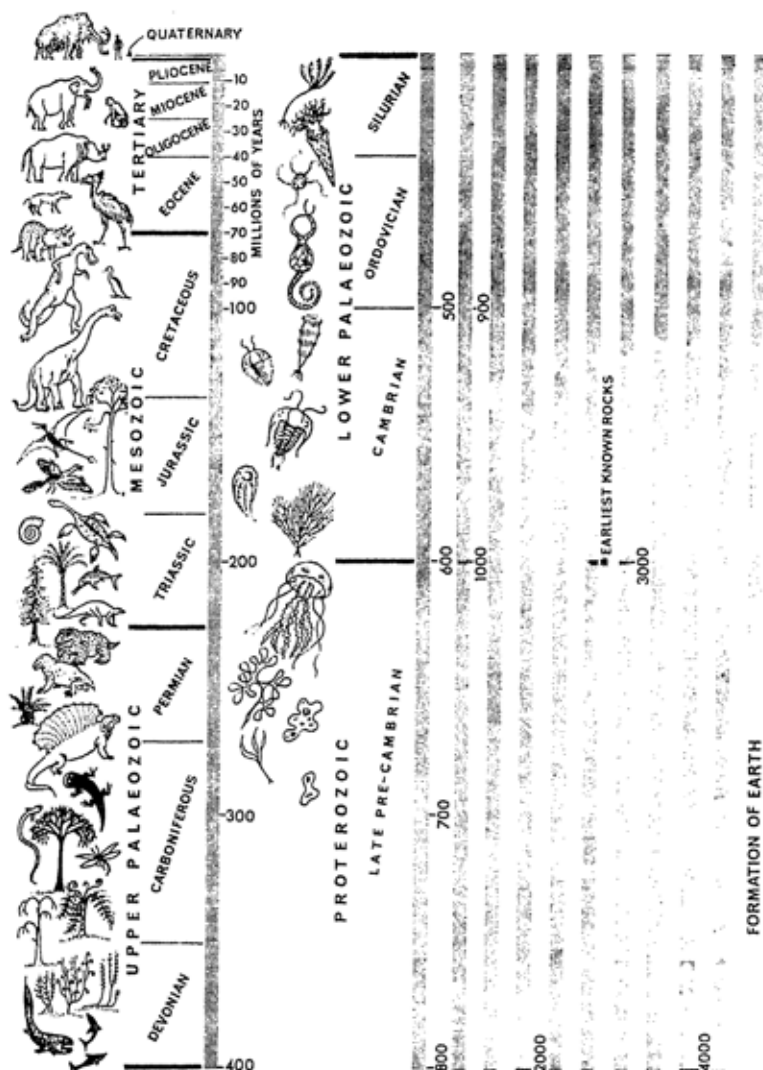 QUATERNARY
PLIOCENE
MIOCENE
OLIGOCENE
EOCENE
TERTIARY
CRETACEOUS
JURASSIC
TRIASSIC
MESOZOIC
PERMIAN
CARBONIFEROUS
DEVONIAN
UPPER PALAEOZOIC
MILLIONS OF YEARS
10
20
30
40
50
60
70
80
90
100
200
300
400
SILURIAN
ORDOVICIAN
CAMBRIAN
LOWER PALAEOZOIC
LATE PRE-CAMBRIAN
PROTEROZOIC
500
600
700
800
900
1000
2000
EARLIEST KNOWN ROCKS
3000
4000
FORMATION OF EARTH